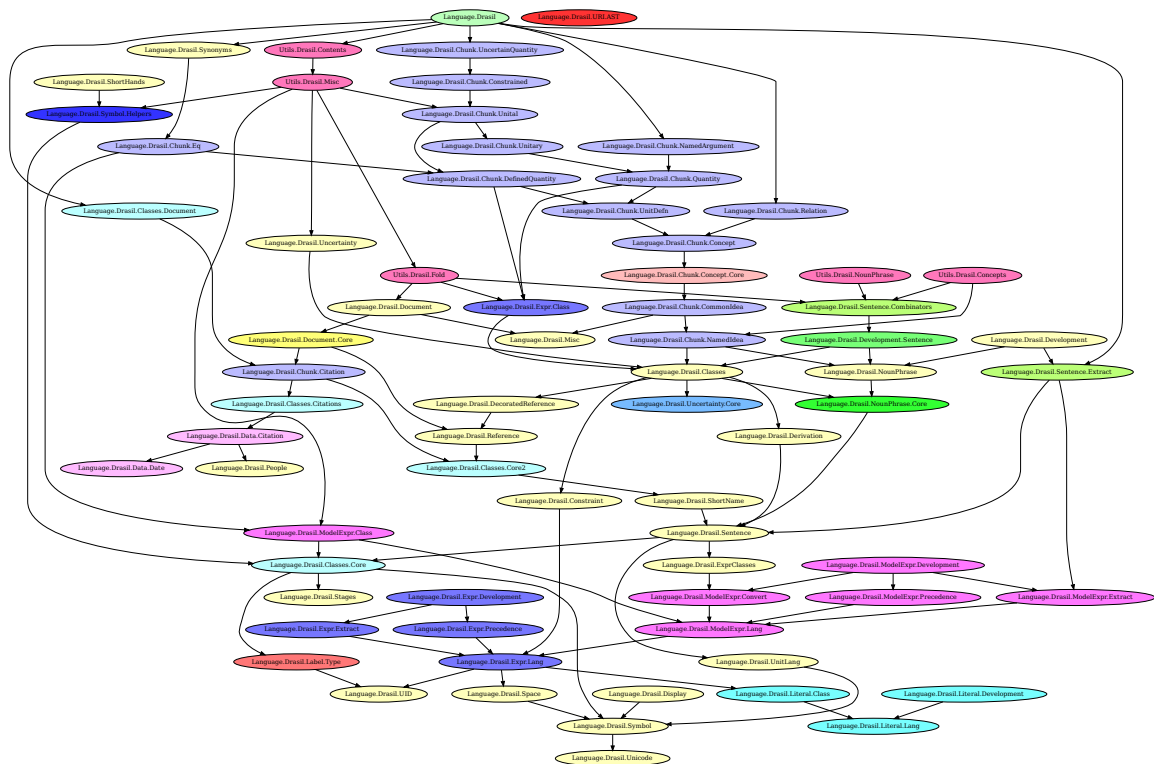 Language.Drasil
Language.Drasil.URLAST
Language.Drasil.Synonyms
Utils.Drasil.Contents
Language.Drasil.Chunk.UncertainQuantity
Language.Drasil.ShortHands
Utils.Drasil.Misc
Language.Drasil.Chunk.Constrained
Language.Drasil.Symbol.Helpers
Language.Drasil.Chunk.Unital
Language.Drasil.Chunk.Eq
Language.Drasil.Chunk.Unitary
Language.Drasil.Chunk.NamedArgument
Language.Drasil.Chunk.DefinedQuantity
Language.Drasil.Chunk.Quantity
Language.Drasil.Classes.Document
Language.Drasil.Chunk.UnitDefn
Language.Drasil.Chunk.Relation
Language.Drasil.Uncertainty
Language.Drasil.Chunk.Concept
Utils.Drasil.Fold
Language.Drasil.Chunk.Concept.Core
Utils.Drasil.NounPhrase
Utils.Drasil.Concepts
Language.Drasil.Document
Language.Drasil.Expr.Class
Language.Drasil.Chunk.CommonIdea
Language.Drasil.Sentence.Combinators
Language.Drasil.Document.Core
Language.Drasil.Misc
Language.Drasil.Chunk.NamedIdea
Language.Drasil.Development.Sentence
Language.Drasil.Development
Language.Drasil.Chunk.Citation
Language.Drasil.Classes
Language.Drasil.NounPhrase
Language.Drasil.Sentence.Extract
Language.Drasil.Classes.Citations
Language.Drasil.DecoratedReference
Language.Drasil.Uncertainty.Core
Language.Drasil.NounPhrase.Core
Language.Drasil.Data.Citation
Language.Drasil.Reference
Language.Drasil.Derivation
Language.Drasil.Data.Date
Language.Drasil.People
Language.Drasil.Classes.Core2
Language.Drasil.Constraint
Language.Drasil.ShortName
Language.Drasil.ModelExpr.Class
Language.Drasil.Sentence
Language.Drasil.Classes.Core
Language.Drasil.ExprClasses
Language.Drasil.ModelExpr.Development
Language.Drasil.Stages
Language.Drasil.Expr.Development
Language.Drasil.ModelExpr.Convert
Language.Drasil.ModelExpr.Precedence
Language.Drasil.ModelExpr.Extract
Language.Drasil.Expr.Extract
Language.Drasil.Expr.Precedence
Language.Drasil.ModelExpr.Lang
Language.Drasil.Label.Type
Language.Drasil.Expr.Lang
Language.Drasil.UnitLang
Language.Drasil.UID
Language.Drasil.Space
Language.Drasil.Display
Language.Drasil.Literal.Class
Language.Drasil.Literal.Development
Language.Drasil.Symbol
Language.Drasil.Literal.Lang
Language.Drasil.Unicode